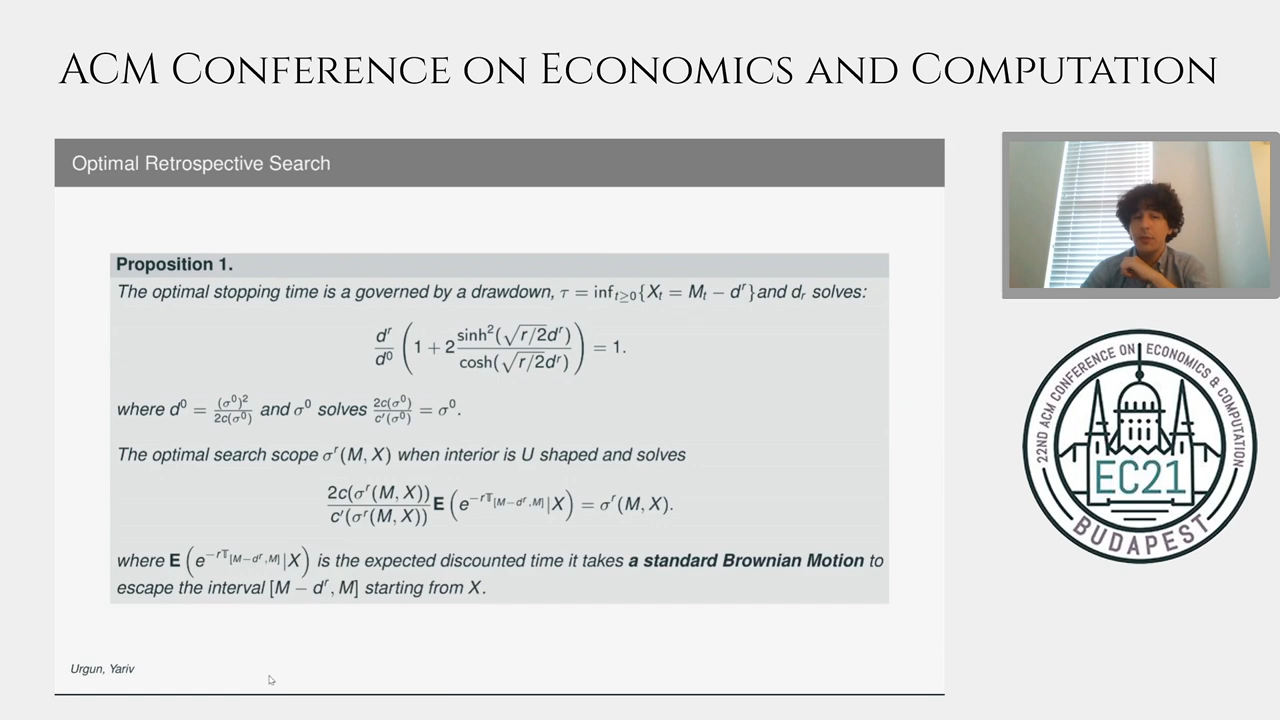 ACM Conference on Economics and Computation
Optimal Retrospective Search
Proposition 1.
The optimal stopping time is a governed by a drawdown, τ = inf_{t≥0}{X_t = M_t − d^r} and d_r solves:
d^r/d^0 (1 + 2 sinh²(√(r/2)d^r)/cosh(√(r/2)d^r)) = 1.
where d^0 = (σ^0)²/2c(σ^0) and σ^0 solves 2c(σ^0)/c′(σ^0) = σ^0.
The optimal search scope σ^r(M, X) when interior is U shaped and solves
2c(σ^r(M, X))/c′(σ^r(M, X)) E(e^{−rT_{[M−d^r,M]}}|X) = σ^r(M, X).
where E(e^{−rT_{[M−d^r,M]}}|X) is the expected discounted time it takes a standard Brownian Motion to
escape the interval [M − d^r, M] starting from X.
Urgun, Yariv
22ND ACM CONFERENCE ON ECONOMICS & COMPUTATION
EC21
BUDAPEST